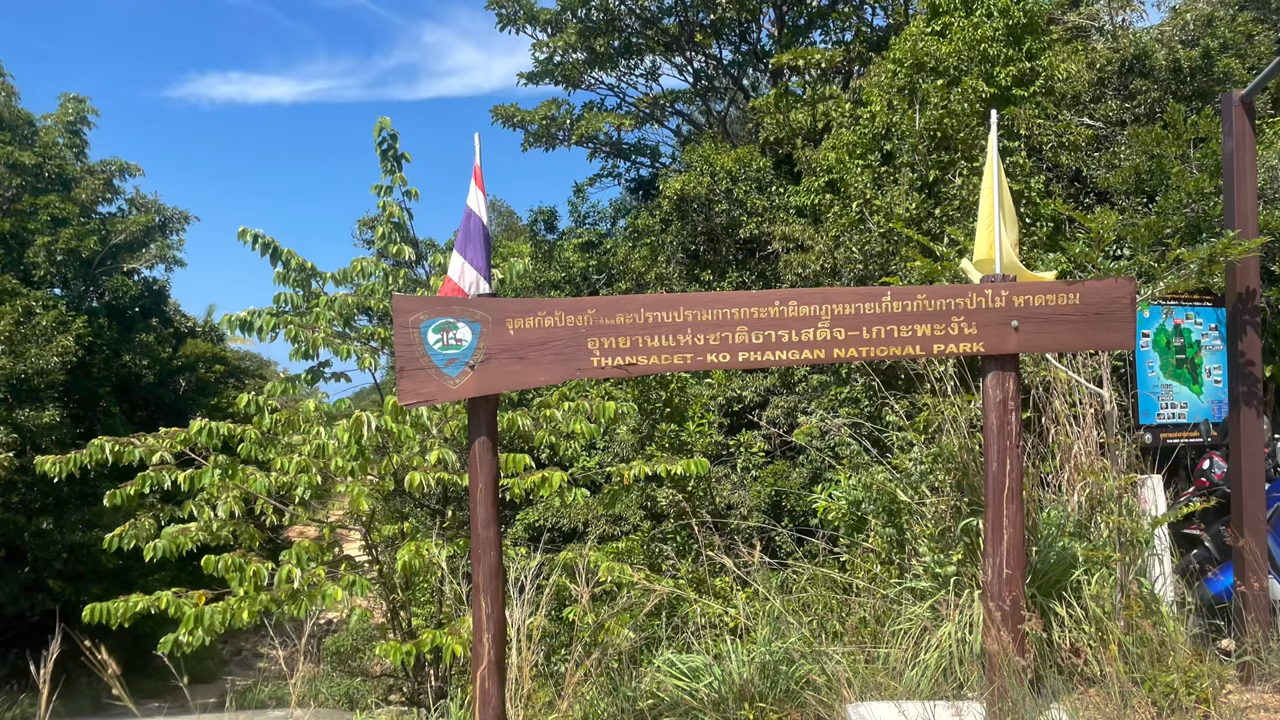 จุดสกัดป้องกันและปราบปรามการกระทำผิดกฎหมายเกี่ยวกับการป่าไม้ หาดขอม
อุทยานแห่งชาติธารเสด็จ-เกาะพะงัน
THANSADET-KO PHANGAN NATIONAL PARK